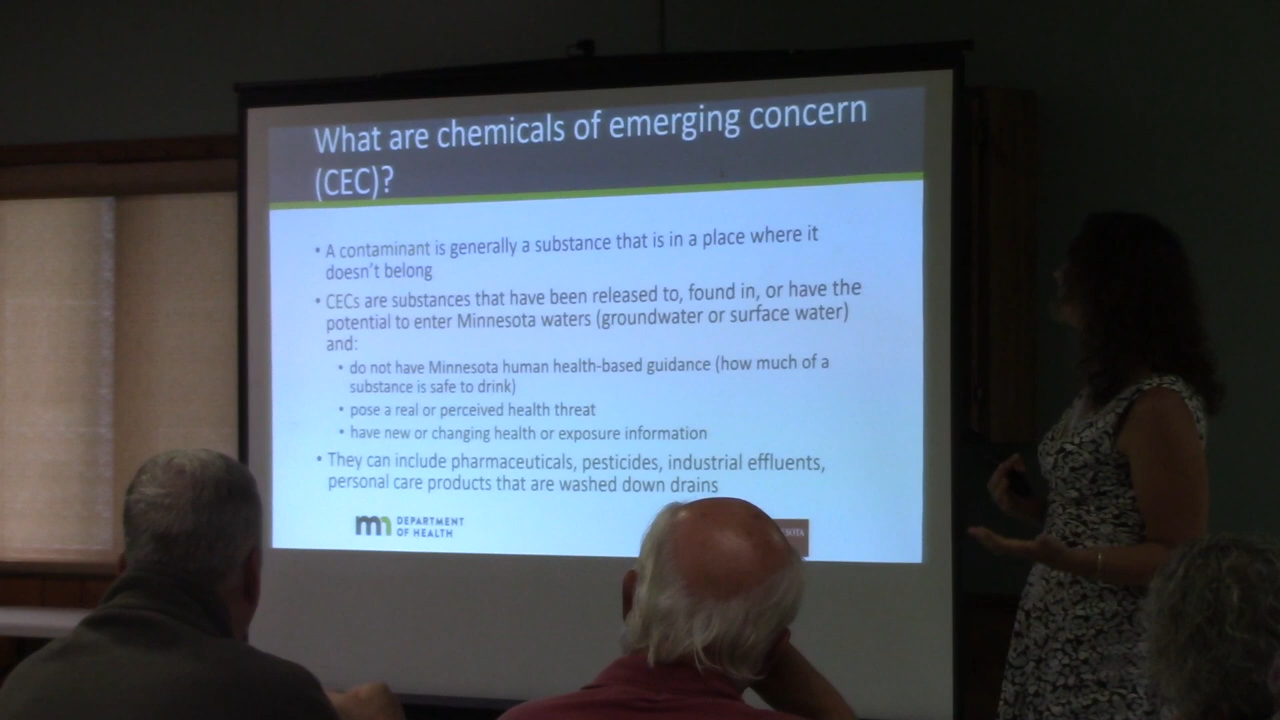 What are chemicals of emerging concern
(CEC)?
• A contaminant is generally a substance that is in a place where it
doesn't belong
• CECs are substances that have been released to, found in, or have the
potential to enter Minnesota waters (groundwater or surface water)
and:
• do not have Minnesota human health-based guidance (how much of a
substance is safe to drink)
• pose a real or perceived health threat
• have new or changing health or exposure information
• They can include pharmaceuticals, pesticides, industrial effluents,
personal care products that are washed down drains
mn DEPARTMENT
OF HEALTH